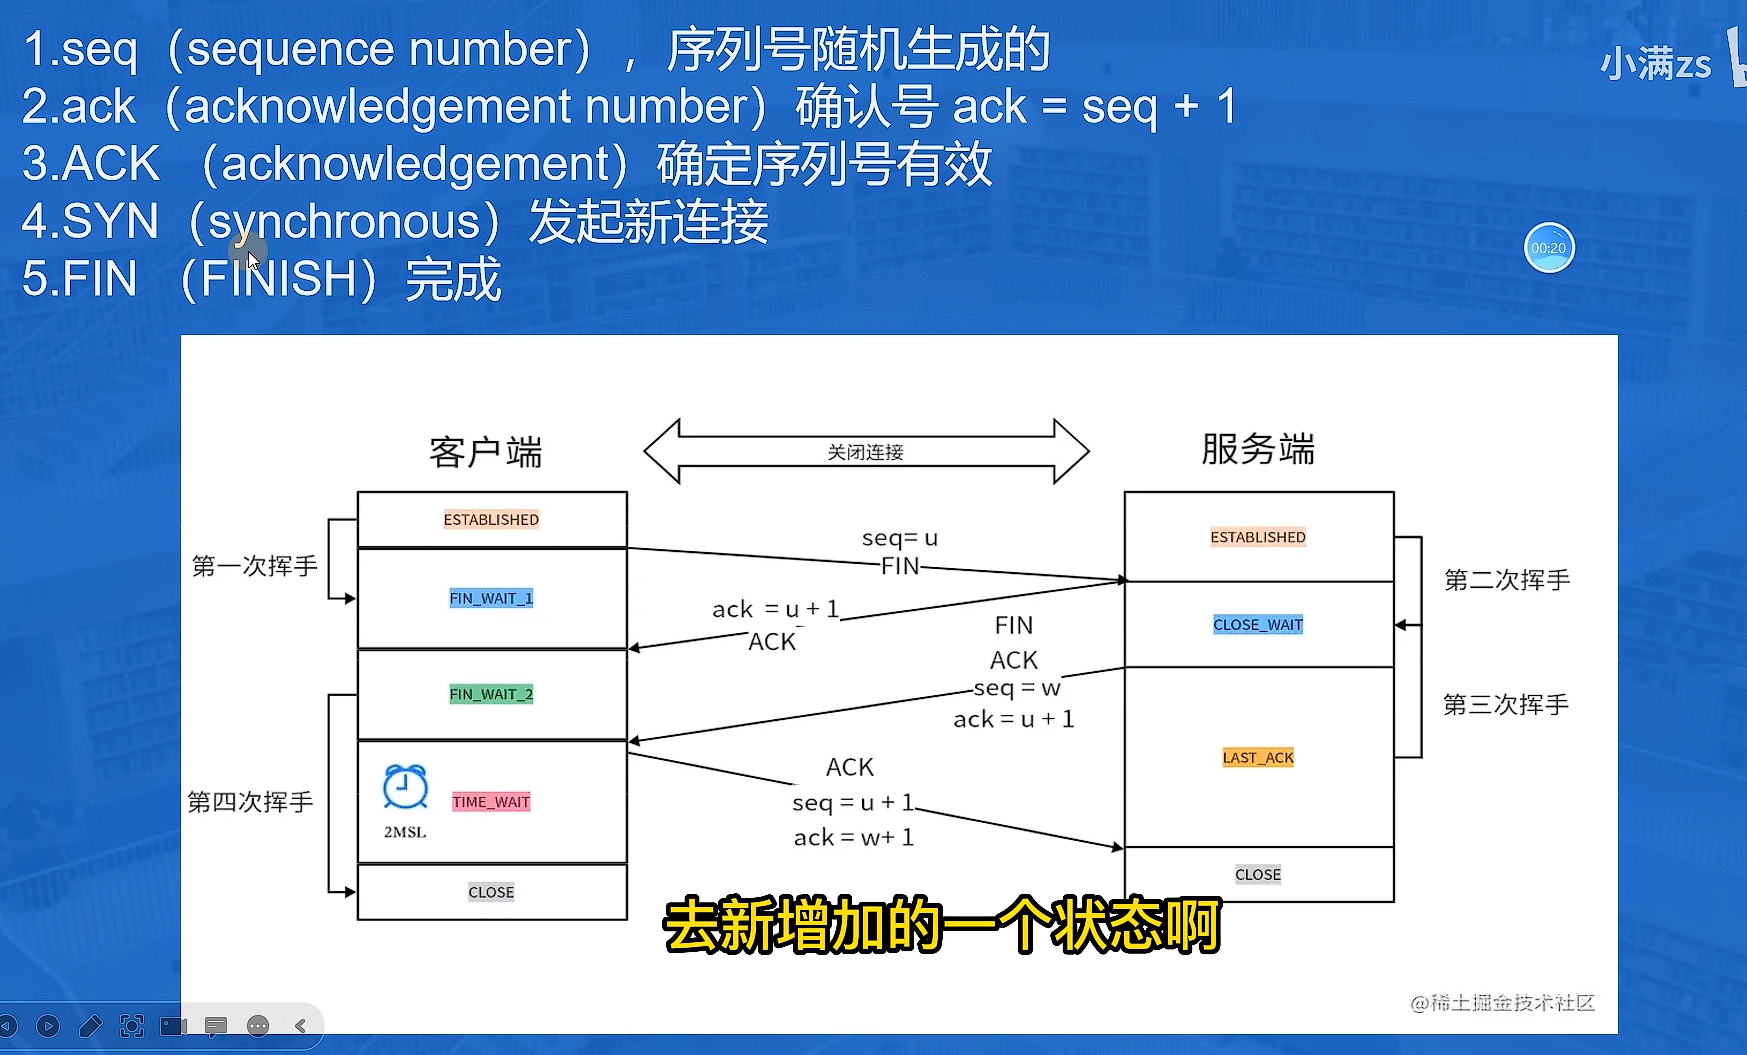 1.seq（sequence number），序列号随机生成的
2.ack（acknowledgement number）确认号 ack = seq + 1
3.ACK （acknowledgement）确定序列号有效
4.SYN（synchronous）发起新连接
5.FIN （FINISH）完成
小满zs
00:20
客户端
关闭连接
服务端
ESTABLISHED
ESTABLISHED
第一次挥手
seq= u
FIN
第二次挥手
FIN_WAIT_1
ack = u + 1
ACK
CLOSE_WAIT
FIN
ACK
seq = w
ack = u + 1
FIN_WAIT_2
第三次挥手
LAST_ACK
ACK
seq = u + 1
ack = w+ 1
第四次挥手
TIME_WAIT
2MSL
CLOSE
CLOSE
去新增加的一个状态啊
@稀土掘金技术社区